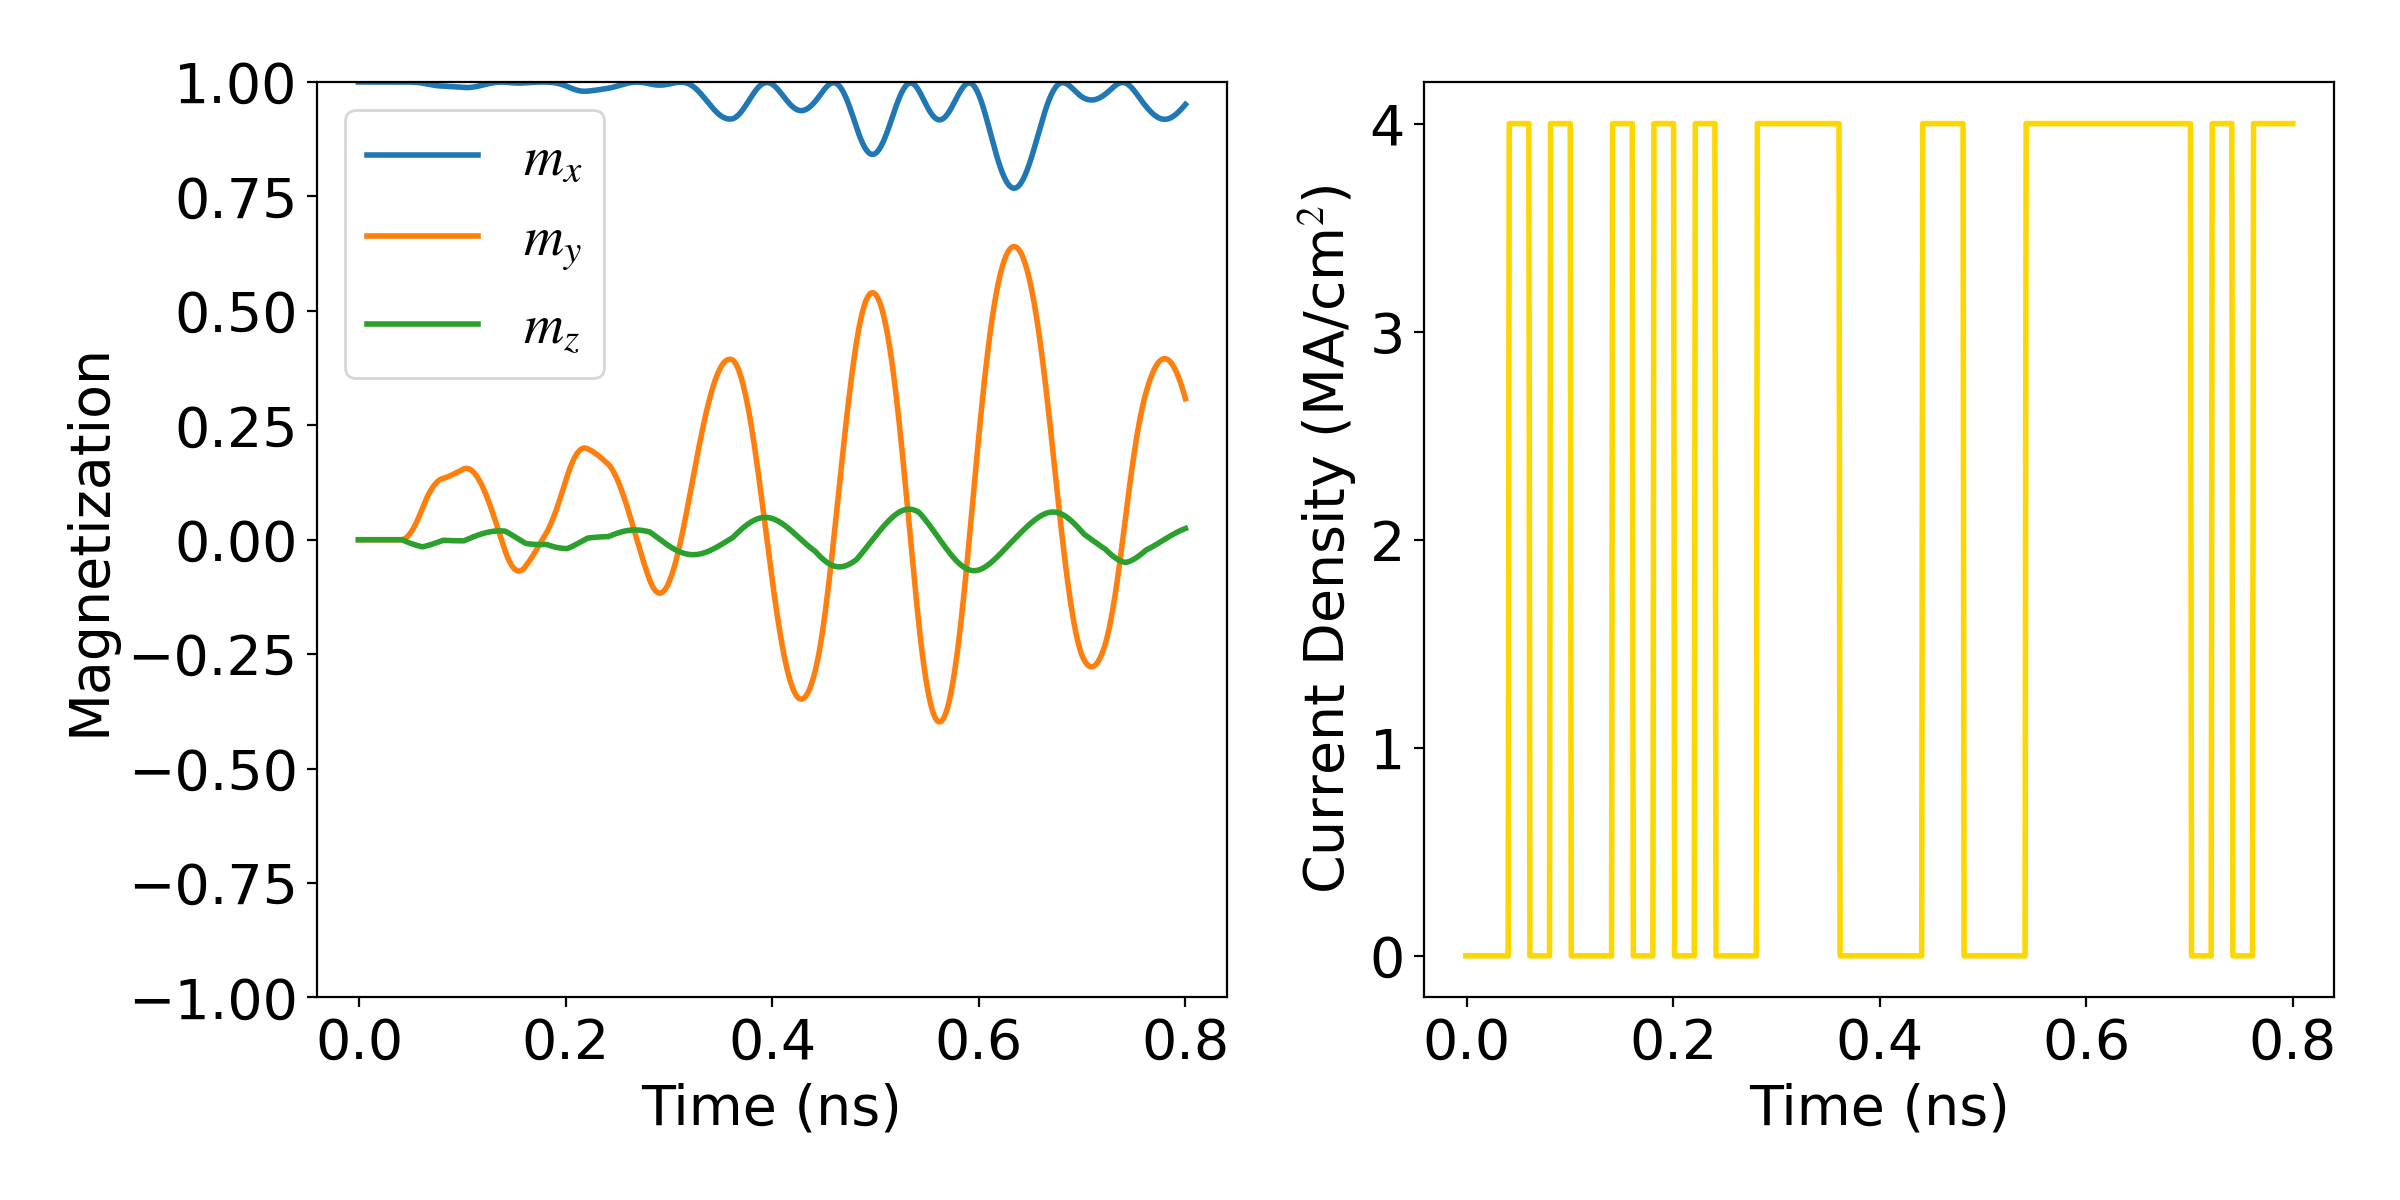 Magnetization
1.00
0.75
0.50
0.25
0.00
−0.25
−0.50
−0.75
−1.00
m_x
m_y
m_z
0.0 0.2 0.4 0.6 0.8
Time (ns)
Current Density (MA/cm²)
4
3
2
1
0
0.0 0.2 0.4 0.6 0.8
Time (ns)